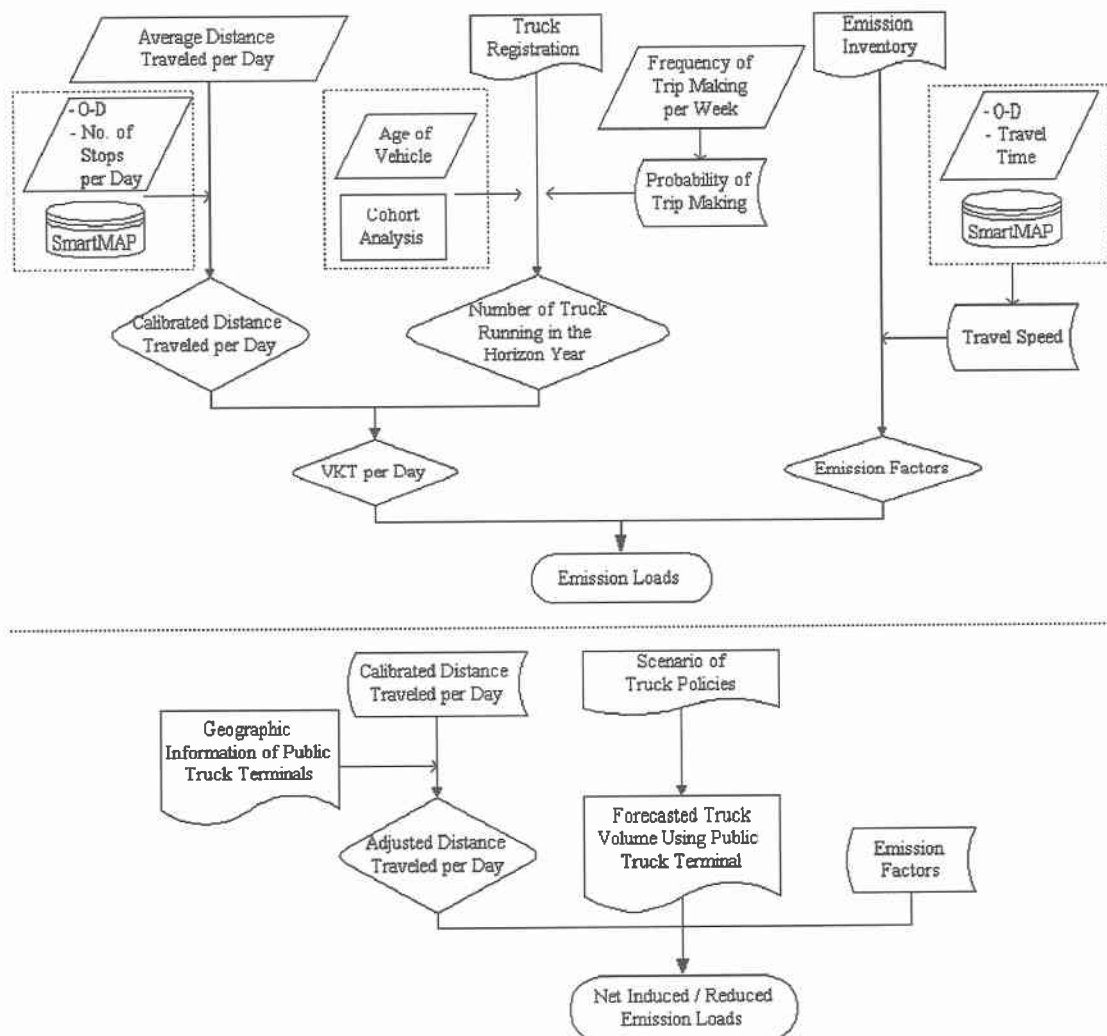 Average Distance
Traveled per Day
Truck
Registration
Emission
Inventory
Frequency of
Trip Making
per Week
- O-D
- No. of
Stops
per Day
SmartMAP
Age of
Vehicle
Cohort
Analysis
Probability of
Trip Making
- O-D
- Travel
Time
SmartMAP
Calibrated Distance
Traveled per Day
Number of Truck
Running in the
Horizon Year
Travel Speed
VKT per Day
Emission Factors
Emission Loads
Calibrated Distance
Traveled per Day
Scenario of
Truck Policies
Geographic
Information of Public
Truck Terminals
Adjusted Distance
Traveled per Day
Forecasted Truck
Volume Using Public
Truck Terminal
Emission
Factors
Net Induced / Reduced
Emission Loads